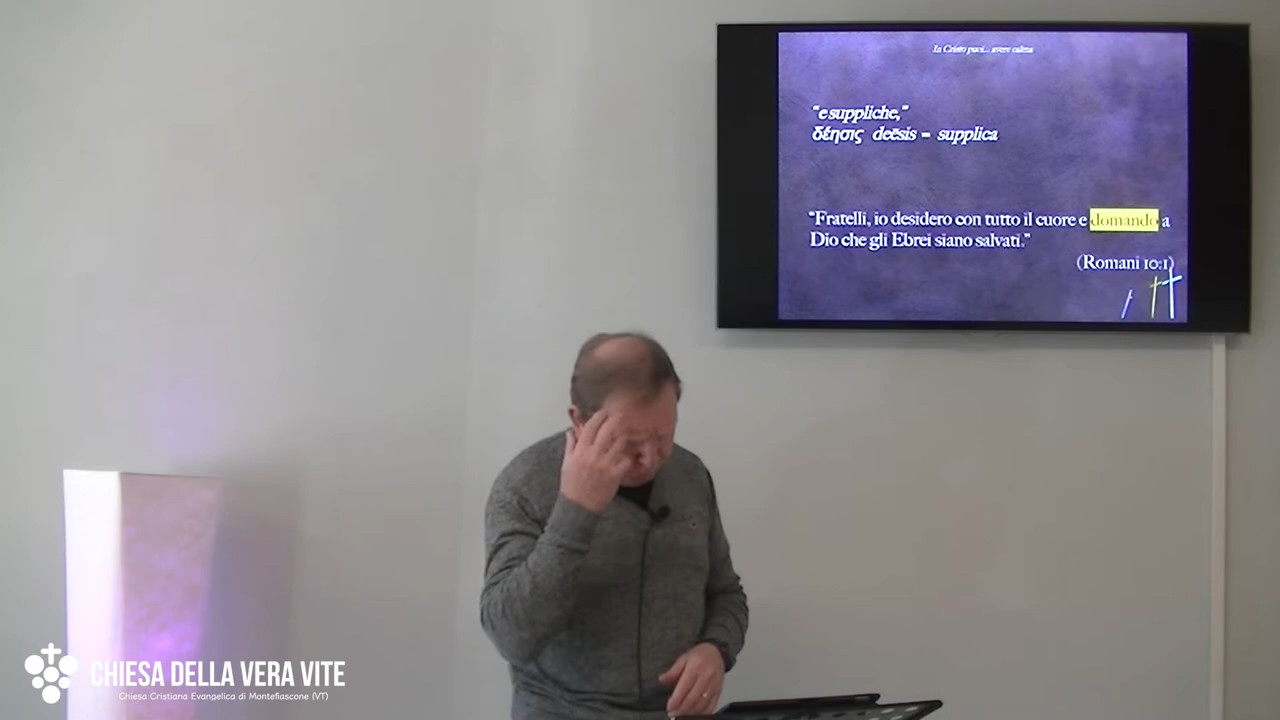 In Cristo puoi... avere calma
"e suppliche,"
δέησις deēsis = supplica
"Fratelli, io desidero con tutto il cuore e domando a
Dio che gli Ebrei siano salvati."
(Romani 10:1)
CHIESA DELLA VERA VITE
Chiesa Cristiana Evangelica di Montefiascone (VT)